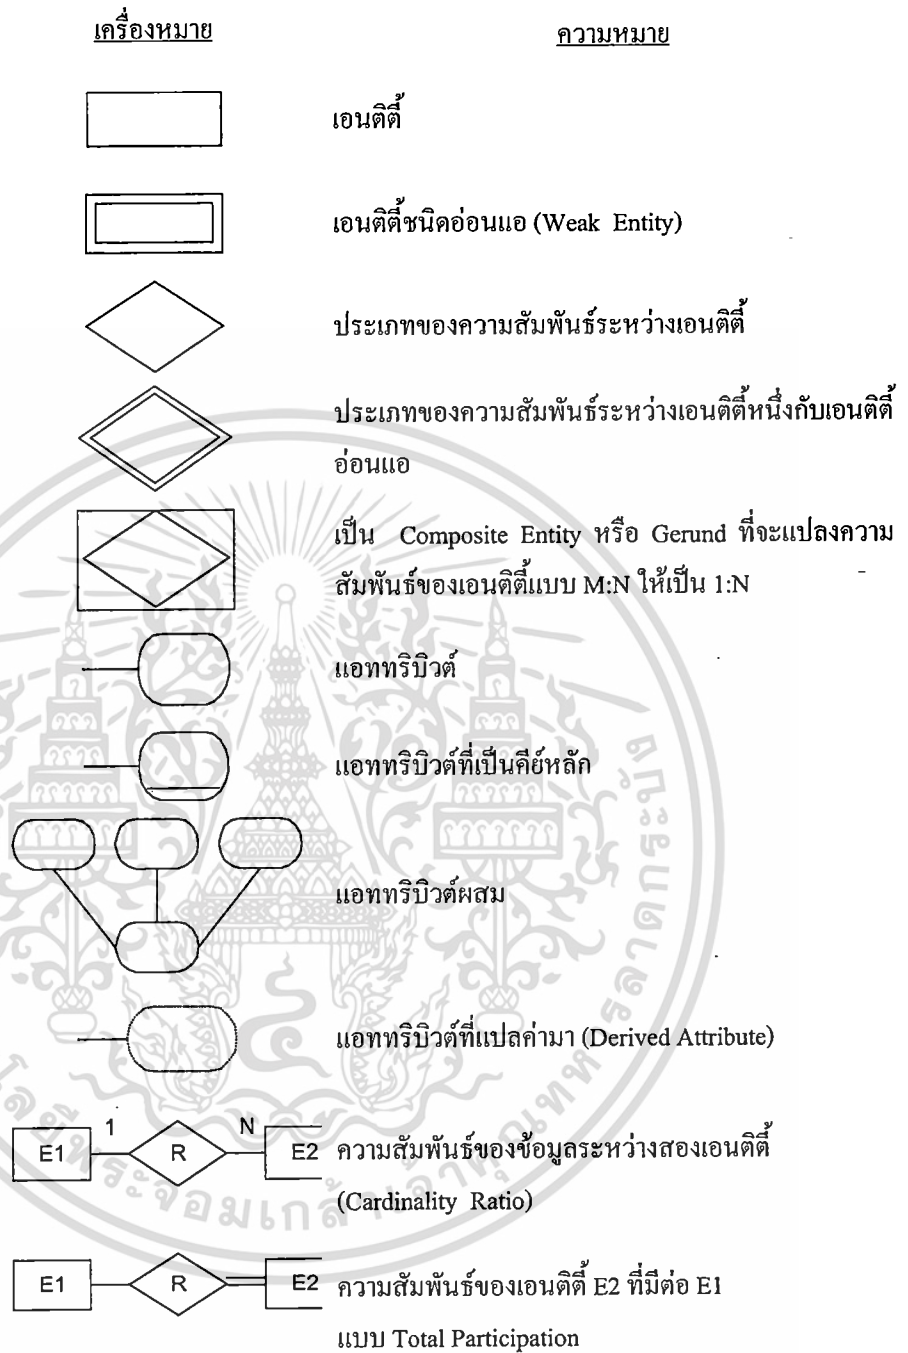 เครื่องหมาย ความหมาย
เอนติตี้
เอนติตี้ชนิดอ่อนแอ (Weak Entity)
ประเภทของความสัมพันธ์ระหว่างเอนติตี้
ประเภทของความสัมพันธ์ระหว่างเอนติตี้หนึ่งกับเอนติตี้
อ่อนแอ
เป็น Composite Entity หรือ Gerund ที่จะแปลงความ
สัมพันธ์ของเอนติตี้แบบ M:N ให้เป็น 1:N
แอททริบิวต์
แอททริบิวต์ที่เป็นคีย์หลัก
แอททริบิวต์ผสม
แอททริบิวต์ที่แปลค่ามา (Derived Attribute)
E1 1 R N E2 ความสัมพันธ์ของข้อมูลระหว่างสองเอนติตี้
(Cardinality Ratio)
E1 R E2 ความสัมพันธ์ของเอนติตี้ E2 ที่มีต่อ E1
แบบ Total Participation